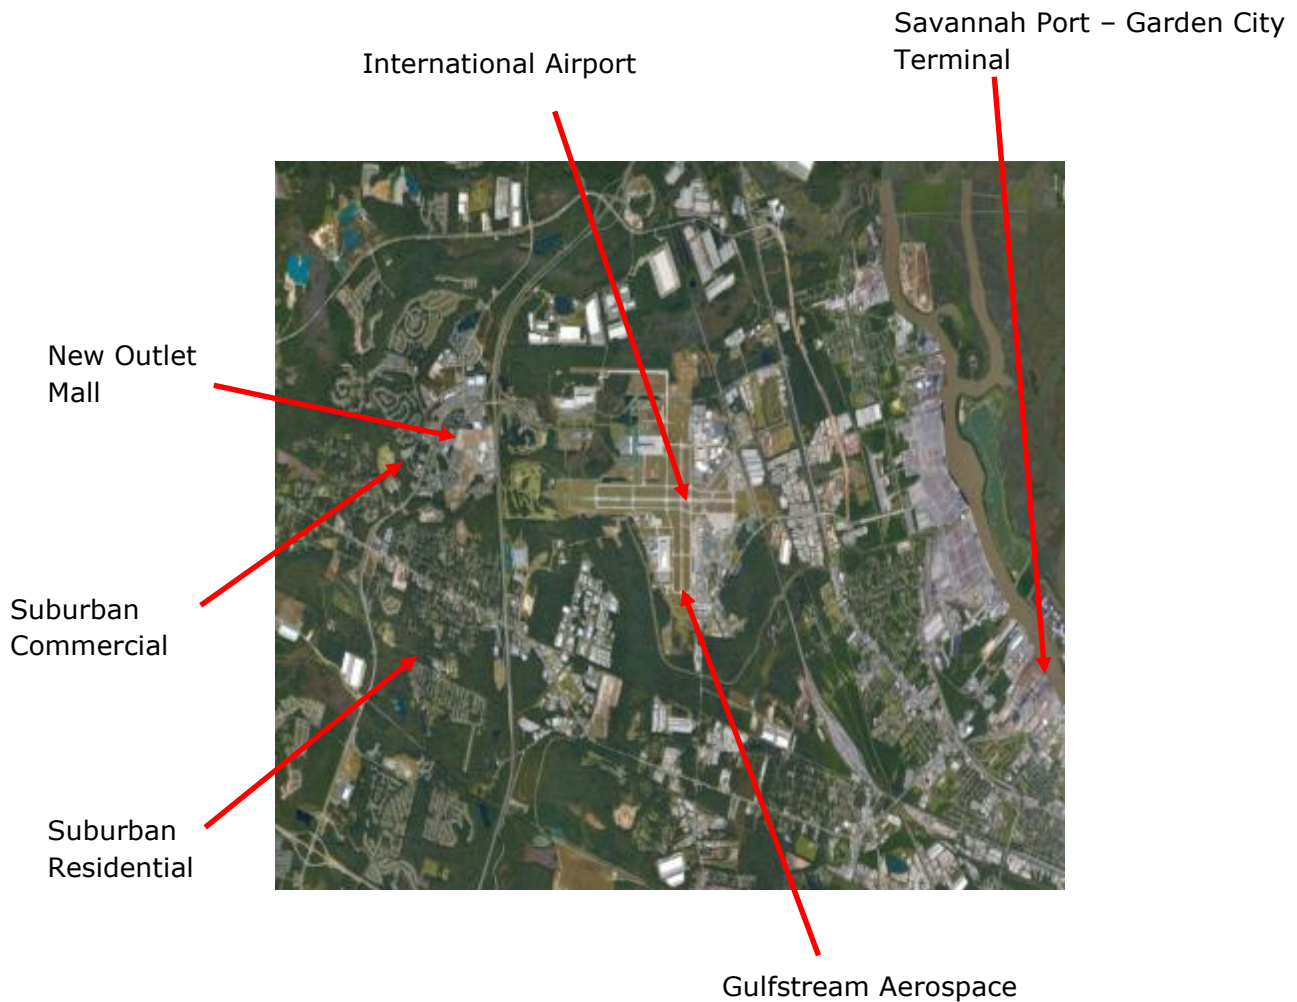 Savannah Port – Garden City
Terminal
International Airport
New Outlet
Mall
Suburban
Commercial
Suburban
Residential
Gulfstream Aerospace